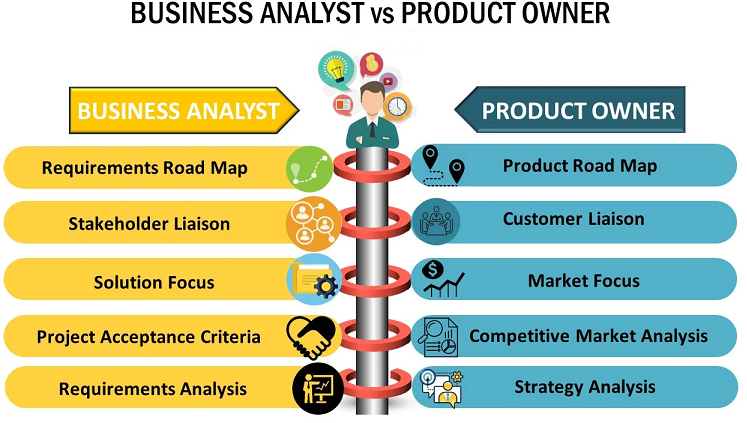 BUSINESS ANALYST vs PRODUCT OWNER
BUSINESS ANALYST
PRODUCT OWNER
Requirements Road Map
Product Road Map
Stakeholder Liaison
Customer Liaison
Solution Focus
Market Focus
Project Acceptance Criteria
Competitive Market Analysis
Requirements Analysis
Strategy Analysis